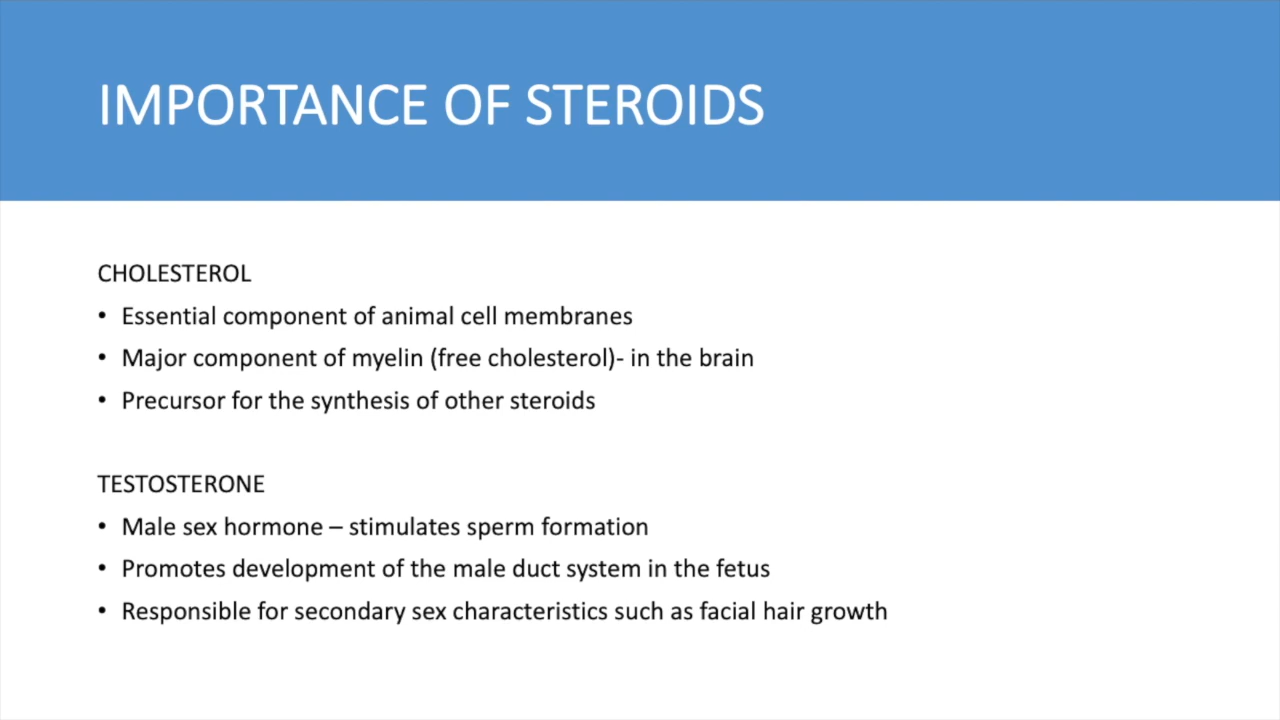 IMPORTANCE OF STEROIDS
CHOLESTEROL
• Essential component of animal cell membranes
• Major component of myelin (free cholesterol)- in the brain
• Precursor for the synthesis of other steroids
TESTOSTERONE
• Male sex hormone – stimulates sperm formation
• Promotes development of the male duct system in the fetus
• Responsible for secondary sex characteristics such as facial hair growth